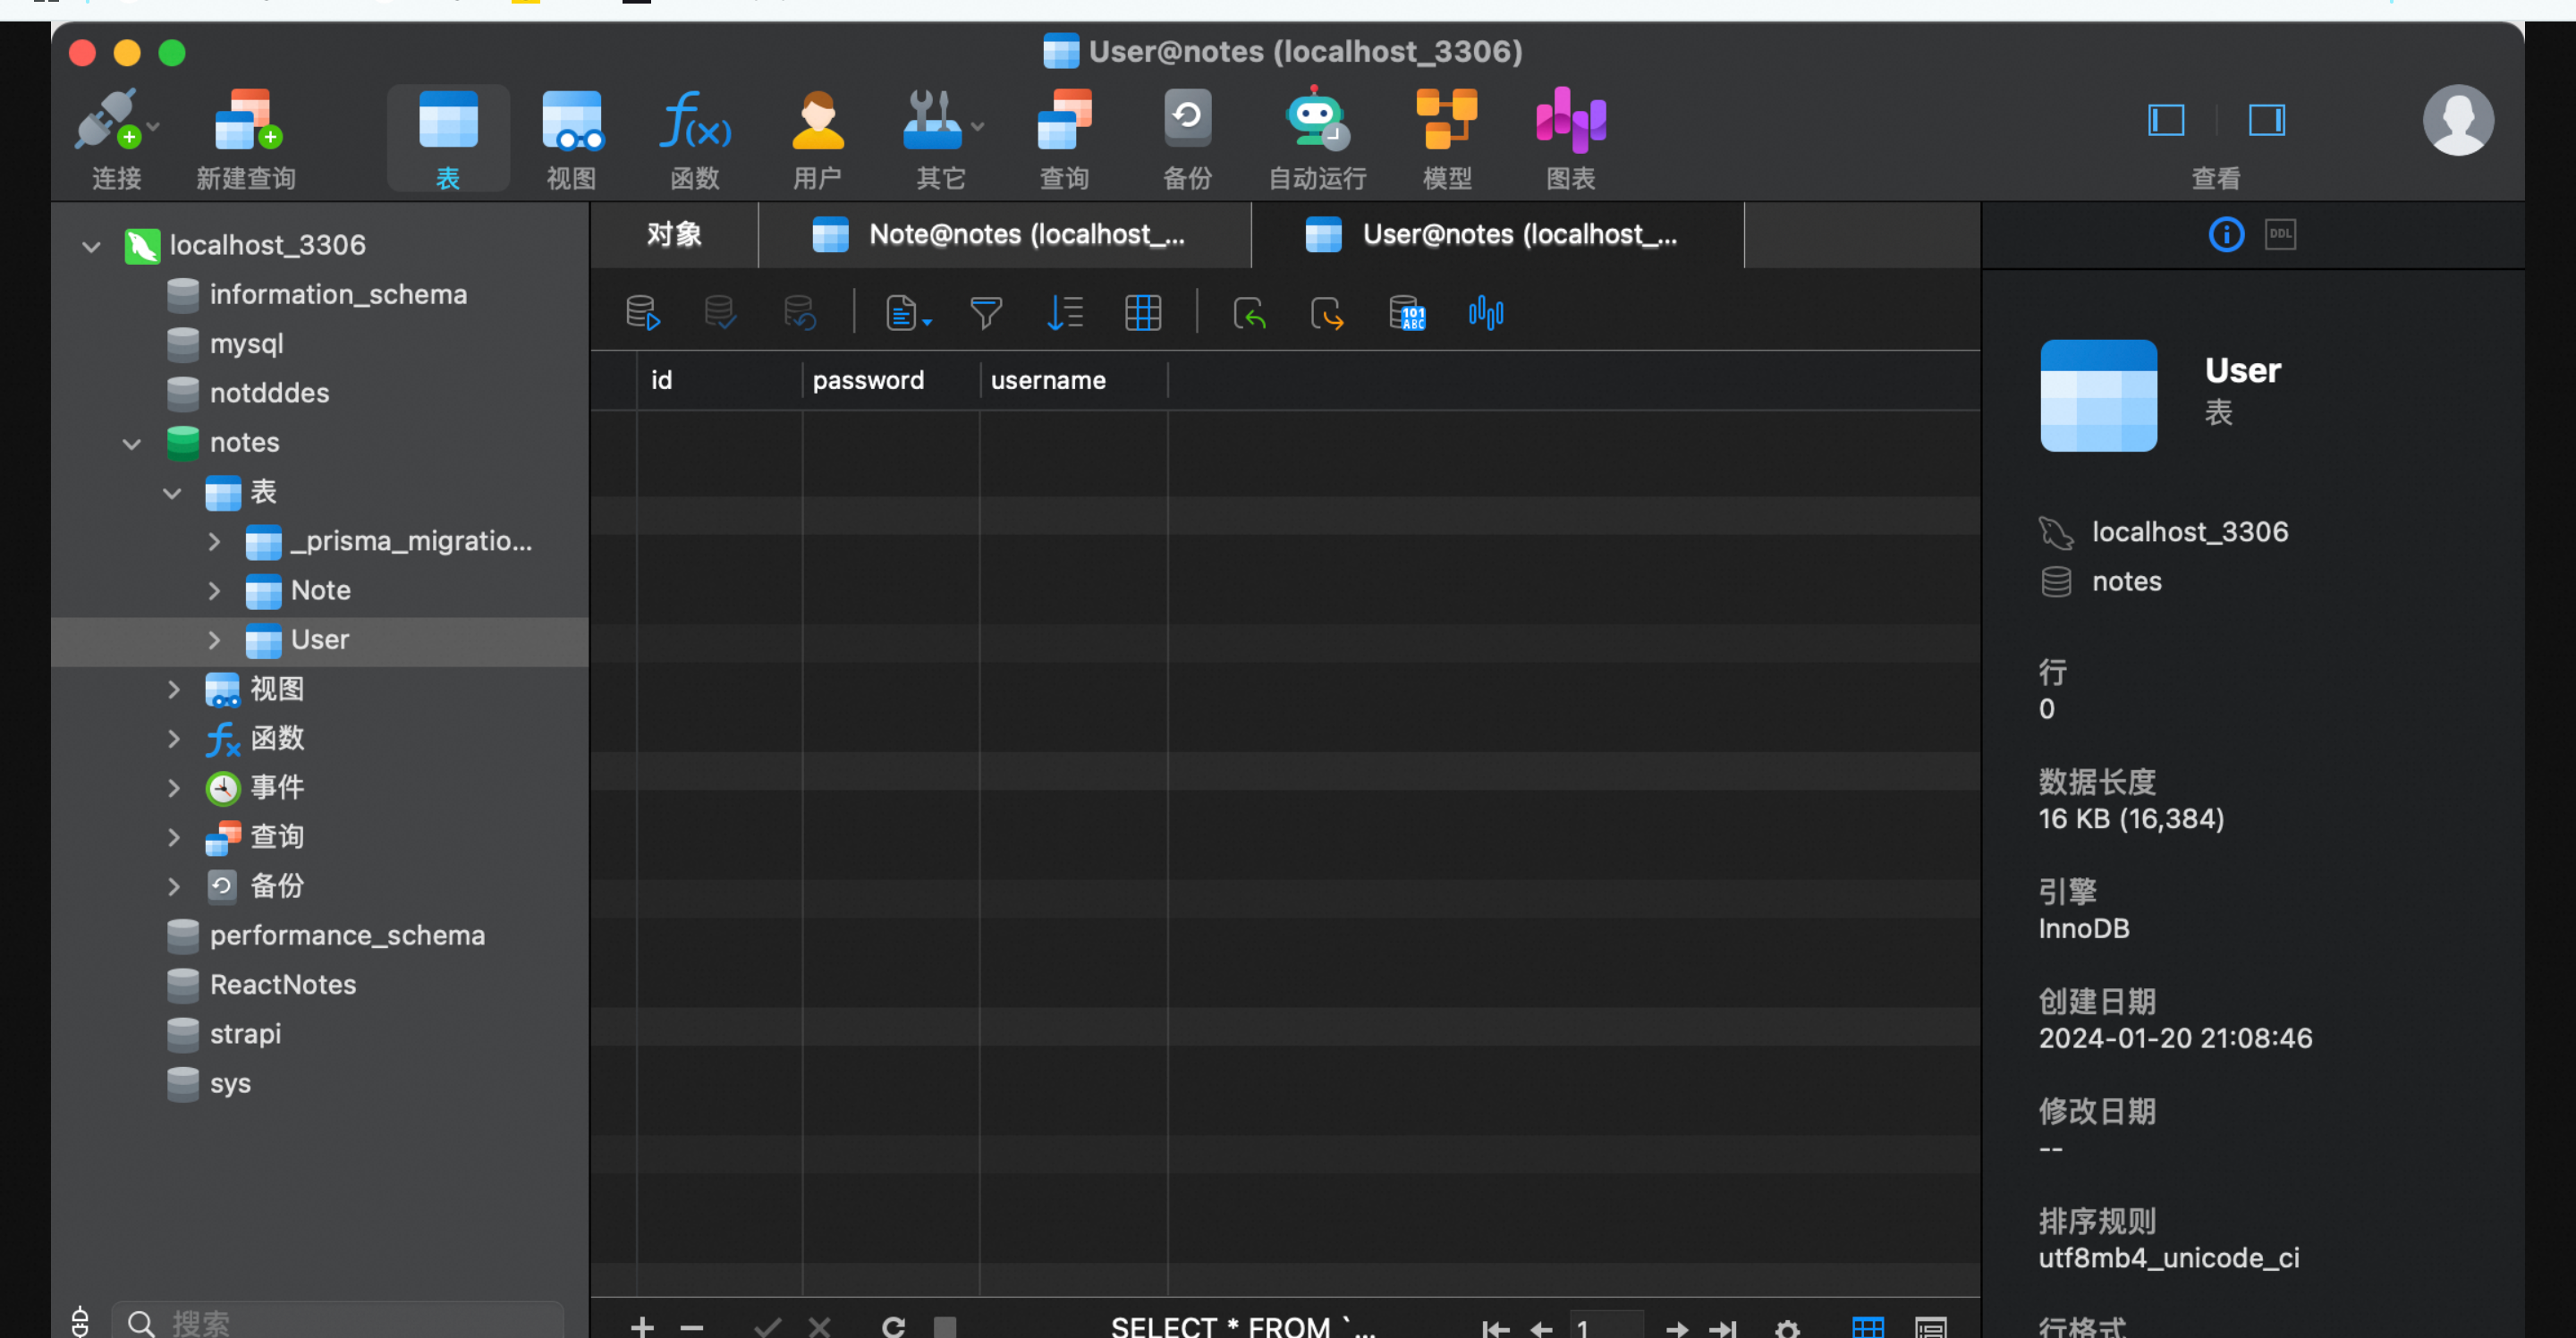 User@notes (localhost_3306)
连接
新建查询
表
视图
函数
用户
其它
查询
备份
自动运行
模型
图表
查看
localhost_3306
information_schema
mysql
notdddes
notes
表
_prisma_migratio...
Note
User
视图
函数
事件
查询
备份
performance_schema
ReactNotes
strapi
sys
搜索
对象
Note@notes (localhost_...
User@notes (localhost_...
id
password
username
SELECT * FROM `...
1
DDL
User
表
localhost_3306
notes
行
0
数据长度
16 KB (16,384)
引擎
InnoDB
创建日期
2024-01-20 21:08:46
修改日期
--
排序规则
utf8mb4_unicode_ci
行格式